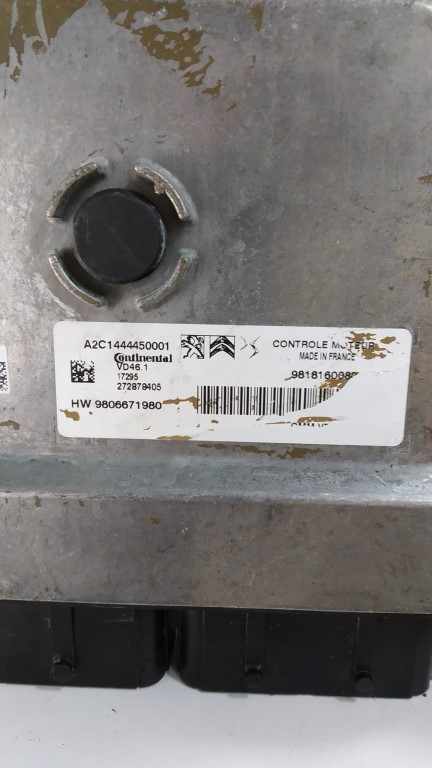 A2C1444450001
Continental
VD46.1
17295
272878405
HW 9806671980
CONTROLE MOTEUR
MADE IN FRANCE